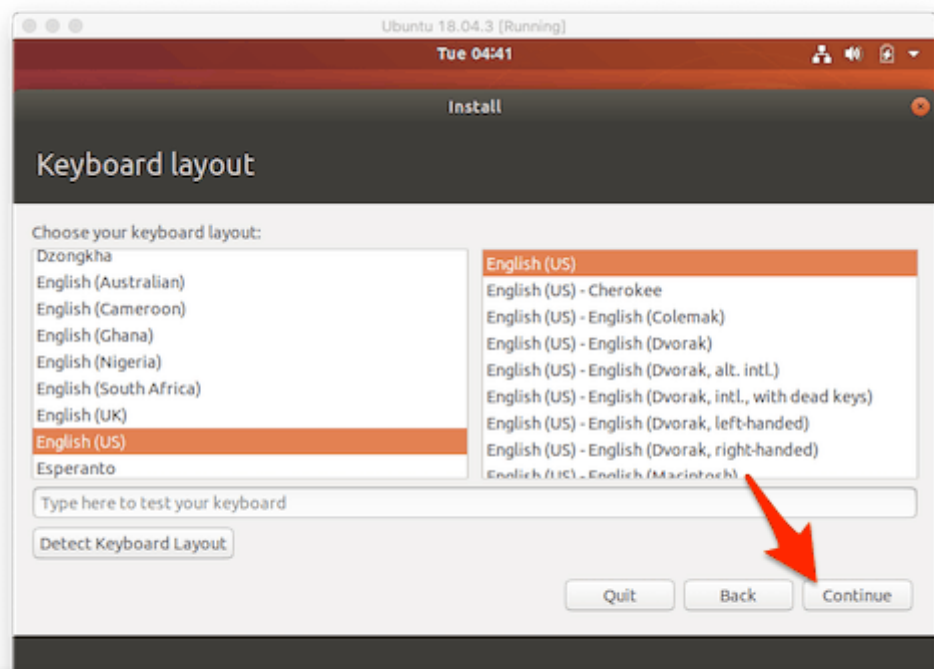 Ubuntu 18.04.3 [Running]
Tue 04:41
Install
Keyboard layout
Choose your keyboard layout:
Dzongkha
English (Australian)
English (Cameroon)
English (Ghana)
English (Nigeria)
English (South Africa)
English (UK)
English (US)
Esperanto
English (US)
English (US) - Cherokee
English (US) - English (Colemak)
English (US) - English (Dvorak)
English (US) - English (Dvorak, alt. intl.)
English (US) - English (Dvorak, intl., with dead keys)
English (US) - English (Dvorak, left-handed)
English (US) - English (Dvorak, right-handed)
English (US) - English (Macintosh)
Type here to test your keyboard
Detect Keyboard Layout
Quit Back Continue